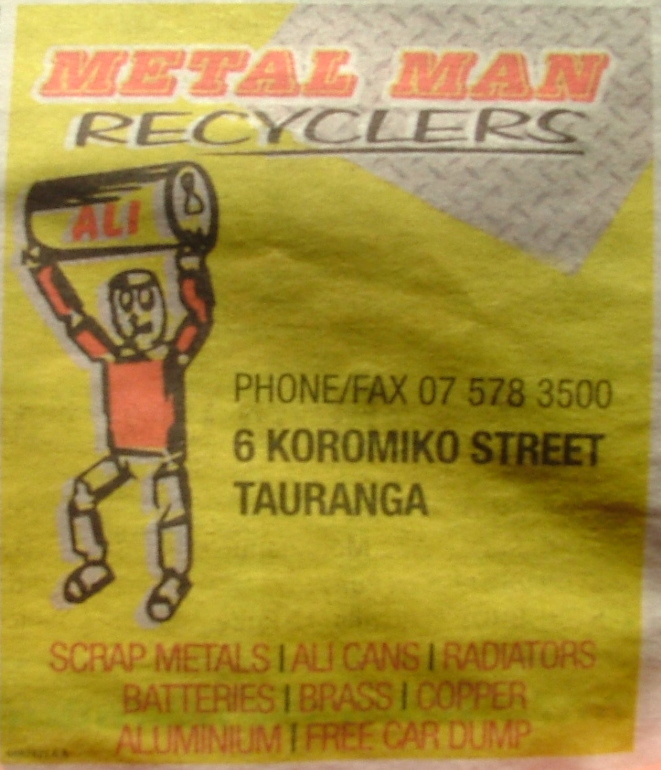 METAL MAN
RECYCLERS
ALI
PHONE/FAX 07 578 3500
6 KOROMIKO STREET
TAURANGA
SCRAP METALS | ALI CANS | RADIATORS
BATTERIES | BRASS | COPPER
ALUMINIUM | FREE CAR DUMP